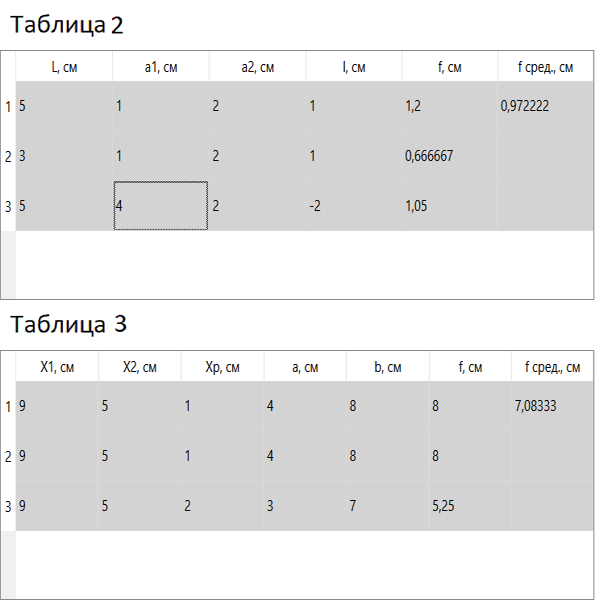 Таблица 2
L, см a1, см a2, см l, см f, см f сред., см
1 5 1 2 1 1,2 0,972222
2 3 1 2 1 0,666667
3 5 4 2 -2 1,05
Таблица 3
X1, см X2, см Xp, см a, см b, см f, см f сред., см
1 9 5 1 4 8 8 7,08333
2 9 5 1 4 8 8
3 9 5 2 3 7 5,25